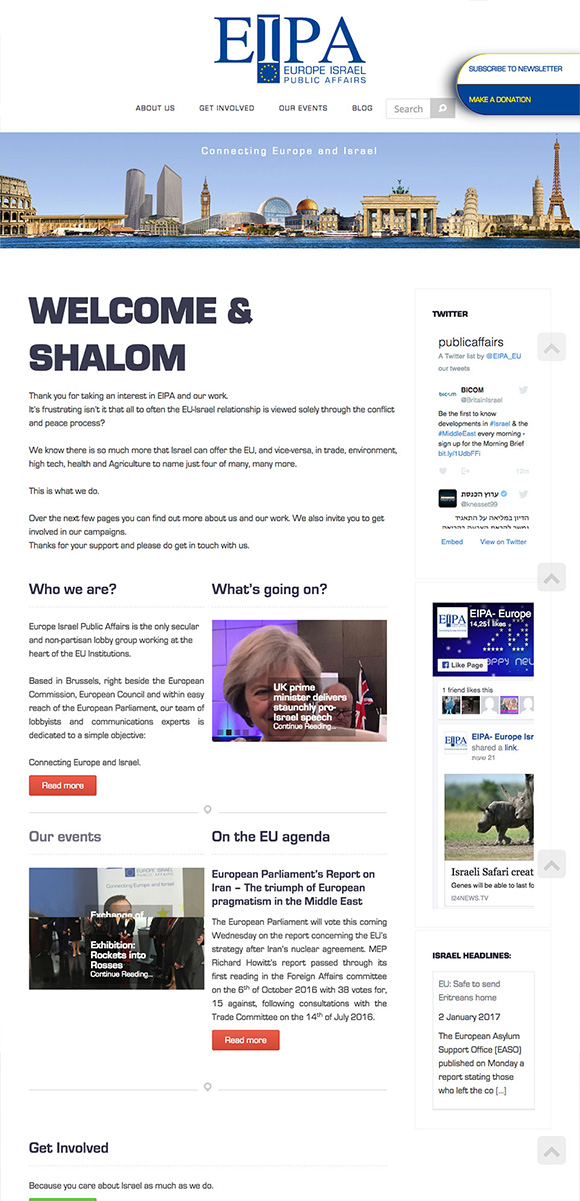 EIPA
EUROPE ISRAEL
PUBLIC AFFAIRS
SUBSCRIBE TO NEWSLETTER
MAKE A DONATION
ABOUT US
GET INVOLVED
OUR EVENTS
BLOG
Search
Connecting Europe and Israel
WELCOME &
SHALOM
Thank you for taking an interest in EIPA and our work.
It's frustrating isn't it that all to often the EU-Israel relationship is viewed solely through the conflict
and peace process?
We know there is so much more that Israel can offer the EU, and vice-versa, in trade, environment,
high tech, health and Agriculture to name just four of many, many more.
This is what we do.
Over the next few pages you can find out more about us and our work. We also invite you to get
involved in our campaigns.
Thanks for your support and please do get in touch with us.
Who we are?
Europe Israel Public Affairs is the only secular
and non-partisan lobby group working at the
heart of the EU Institutions.
Based in Brussels, right beside the European
Commission, European Council and within easy
reach of the European Parliament, our team of
lobbyists and communications experts is
dedicated to a simple objective:
Connecting Europe and Israel.
Read more
What's going on?
UK prime
minister delivers
staunchly pro-
Israel speech
Continue Reading...
Our events
EUROPE ISRAEL
PUBLIC AFFAIRS
Connecting Europe and Israel
Exchange of
Exhibition:
Rockets into
Rosses
Continue Reading...
On the EU agenda
European Parliament's Report on
Iran – The triumph of European
pragmatism in the Middle East
The European Parliament will vote this coming
Wednesday on the report concerning the EU's
strategy after Iran's nuclear agreement. MEP
Richard Howitt's report passed through its
first reading in the Foreign Affairs committee
on the 6th of October 2016 with 38 votes for,
15 against, following consultations with the
Trade Committee on the 14th of July 2016.
Read more
Get Involved
Because you care about Israel as much as we do.
TWITTER
publicaffairs
A Twitter list by @EIPA_EU
our tweets
BICOM
@BritainIsrael
Be the first to know
developments in #Israel & the
#MiddleEast every morning -
sign up for the Morning Brief
bit.ly/1UdbFFi
12m
ערוץ הכנסת
@knesset99
הדיון במליאה על התאגיד
Embed
View on Twitter
EIPA- Europe
14,251 likes
Like Page
1 friend likes this
EIPA- Europe Isr
shared a link.
21 שעות
Israeli Safari creat
Genes will be able to last fo
I24NEWS.TV
ISRAEL HEADLINES:
EU: Safe to send
Eritreans home
2 January 2017
The European Asylum
Support Office (EASO)
published on Monday a
report stating those
who left the co [...]